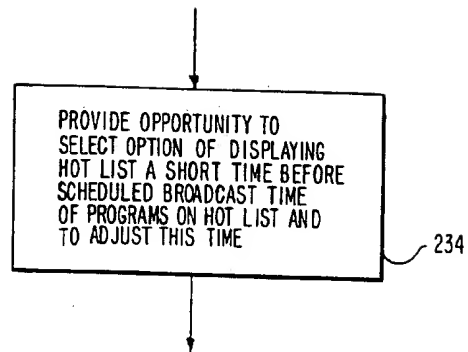 PROVIDE OPPORTUNITY TO
SELECT OPTION OF DISPLAYING
HOT LIST A SHORT TIME BEFORE
SCHEDULED BROADCAST TIME
OF PROGRAMS ON HOT LIST AND
TO ADJUST THIS TIME
234